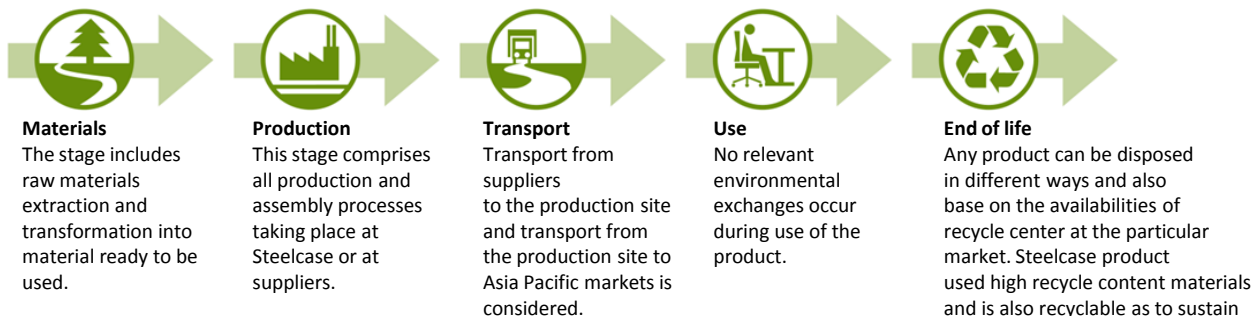 Materials
The stage includes
raw materials
extraction and
transformation into
material ready to be
used.
Production
This stage comprises
all production and
assembly processes
taking place at
Steelcase or at
suppliers.
Transport
Transport from
suppliers
to the production site
and transport from
the production site to
Asia Pacific markets is
considered.
Use
No relevant
environmental
exchanges occur
during use of the
product.
End of life
Any product can be disposed
in different ways and also
base on the availabilities of
recycle center at the particular
market. Steelcase product
used high recycle content materials
and is also recyclable as to sustain